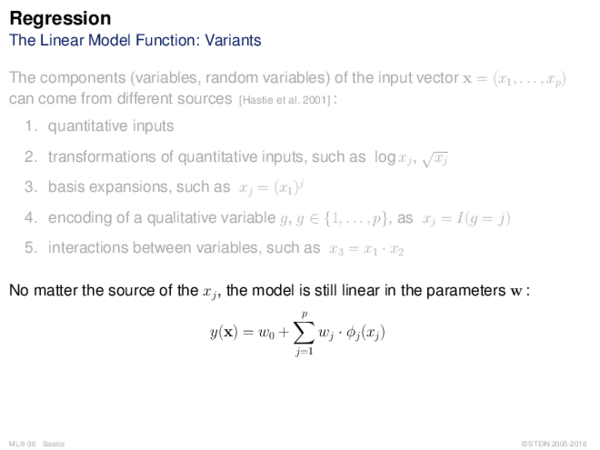 Regression
The Linear Model Function: Variants
The components (variables, random variables) of the input vector x = (x₁, . . . , xₚ)
can come from different sources [Hastie et al. 2001] :
1. quantitative inputs
2. transformations of quantitative inputs, such as log xⱼ, √xⱼ
3. basis expansions, such as xⱼ = (x₁)ʲ
4. encoding of a qualitative variable g, g ∈ {1, . . . , p}, as xⱼ = I(g = j)
5. interactions between variables, such as x₃ = x₁ · x₂
No matter the source of the xⱼ, the model is still linear in the parameters w :
y(x) = w₀ + ∑ⱼ₌₁ᵖ wⱼ · ϕⱼ(xⱼ)
ML:II-36 Basics © STEIN 2005-2018